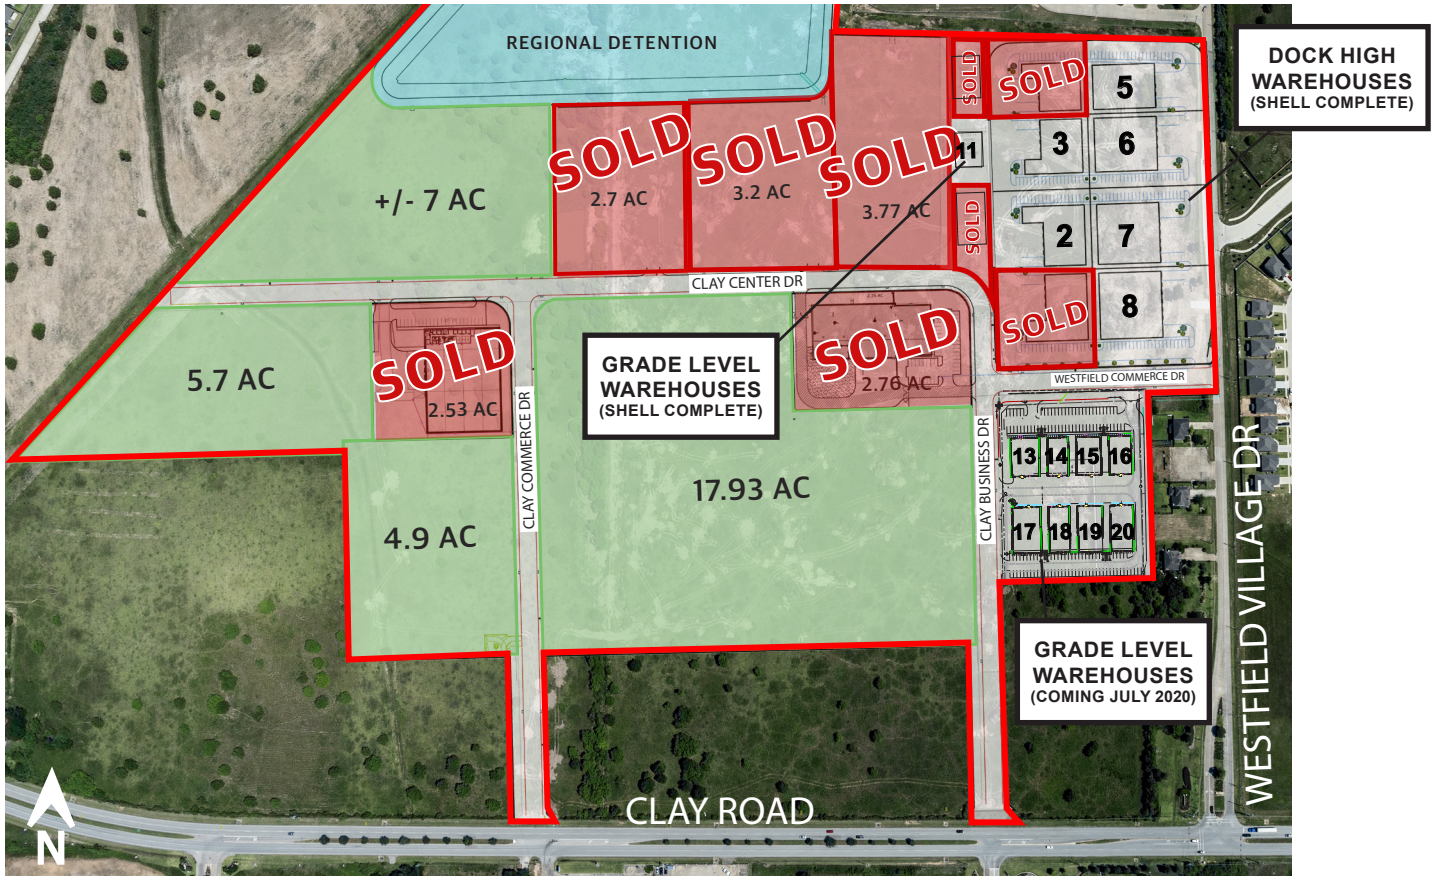 REGIONAL DETENTION
DOCK HIGH
WAREHOUSES
(SHELL COMPLETE)
SOLD
SOLD
5
SOLD
SOLD
SOLD
11
3
6
+/- 7 AC
2.7 AC
3.2 AC
3.77 AC
SOLD
2
7
CLAY CENTER DR
SOLD
SOLD
SOLD
8
GRADE LEVEL
WAREHOUSES
(SHELL COMPLETE)
5.7 AC
2.53 AC
2.76 AC
WESTFIELD COMMERCE DR
CLAY COMMERCE DR
CLAY BUSINESS DR
13 14 15 16
17.93 AC
4.9 AC
17 18 19 20
WESTFIELD VILLAGE DR
GRADE LEVEL
WAREHOUSES
(COMING JULY 2020)
CLAY ROAD
N